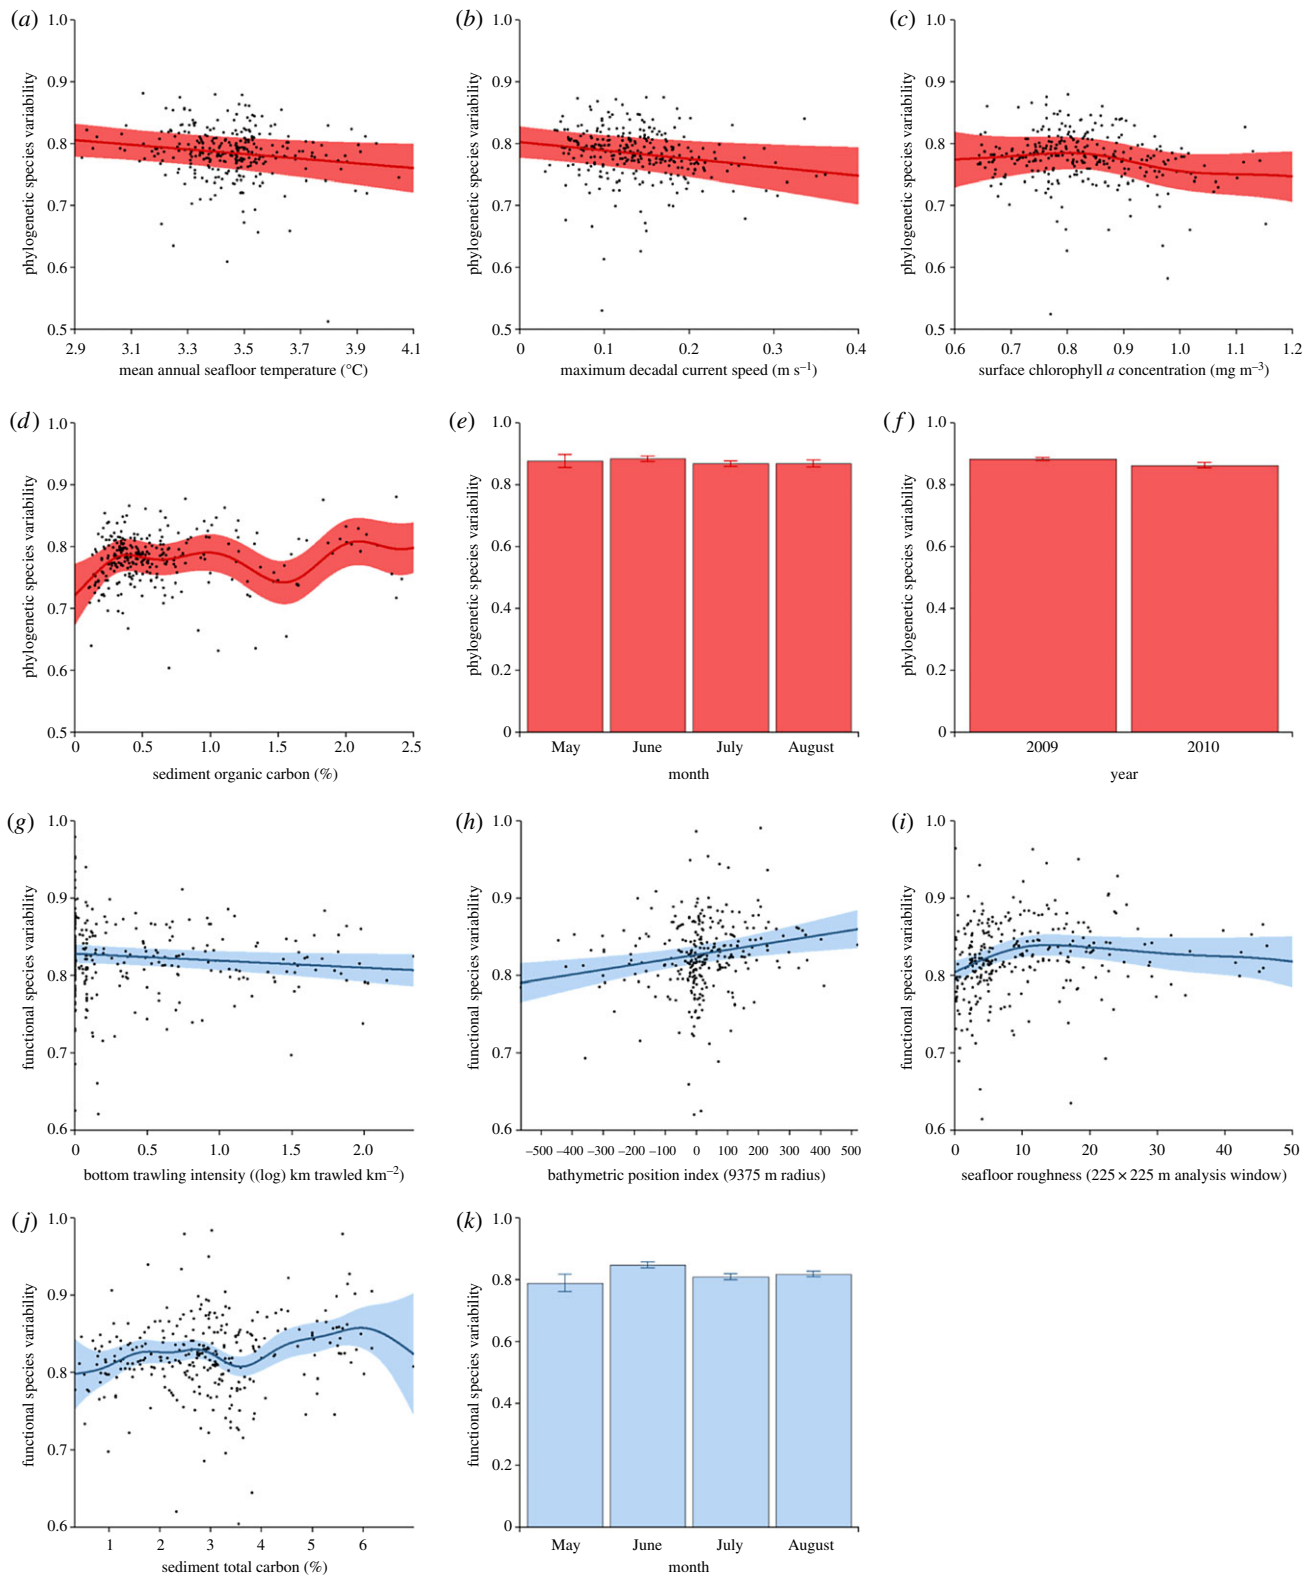 (a)
1.0
0.9
0.8
0.7
0.6
0.5
phylogenetic species variability
2.9 3.1 3.3 3.5 3.7 3.9 4.1
mean annual seafloor temperature (°C)
(b)
1.0
0.9
0.8
0.7
0.6
0.5
phylogenetic species variability
0 0.1 0.2 0.3 0.4
maximum decadal current speed (m s⁻¹)
(c)
1.0
0.9
0.8
0.7
0.6
0.5
phylogenetic species variability
0.6 0.7 0.8 0.9 1.0 1.1 1.2
surface chlorophyll a concentration (mg m⁻³)
(d)
1.0
0.9
0.8
0.7
0.6
0.5
phylogenetic species variability
0 0.5 1.0 1.5 2.0 2.5
sediment organic carbon (%)
(e)
1.0
0.8
0.6
0.4
0.2
0
phylogenetic species variability
May June July August
month
(f)
1.0
0.8
0.6
0.4
0.2
0
phylogenetic species variability
2009 2010
year
(g)
1.0
0.9
0.8
0.7
0.6
functional species variability
0 0.5 1.0 1.5 2.0
bottom trawling intensity ((log) km trawled km⁻²)
(h)
1.0
0.9
0.8
0.7
0.6
functional species variability
−500 −400 −300 −200 −100 0 100 200 300 400 500
bathymetric position index (9375 m radius)
(i)
1.0
0.9
0.8
0.7
0.6
functional species variability
0 10 20 30 40 50
seafloor roughness (225 × 225 m analysis window)
(j)
1.0
0.9
0.8
0.7
0.6
functional species variability
1 2 3 4 5 6
sediment total carbon (%)
(k)
1.0
0.8
0.6
0.4
0.2
0
functional species variability
May June July August
month